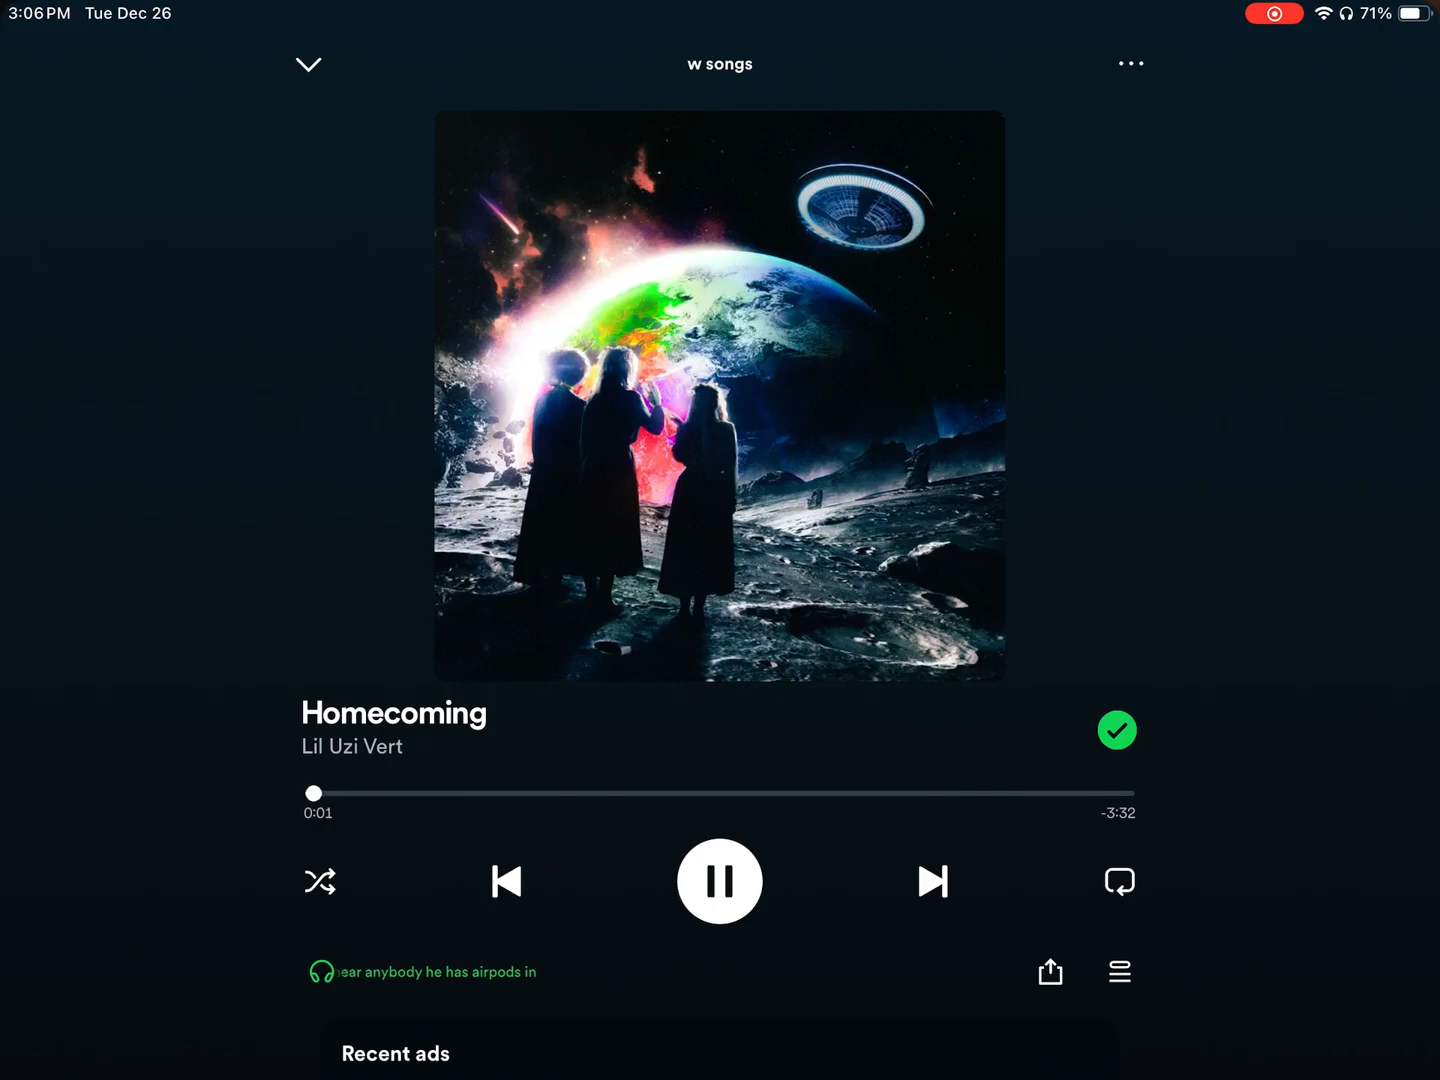 3:06 PM Tue Dec 26
71%
w songs
Homecoming
Lil Uzi Vert
0:01
-3:32
ear anybody he has airpods in
Recent ads